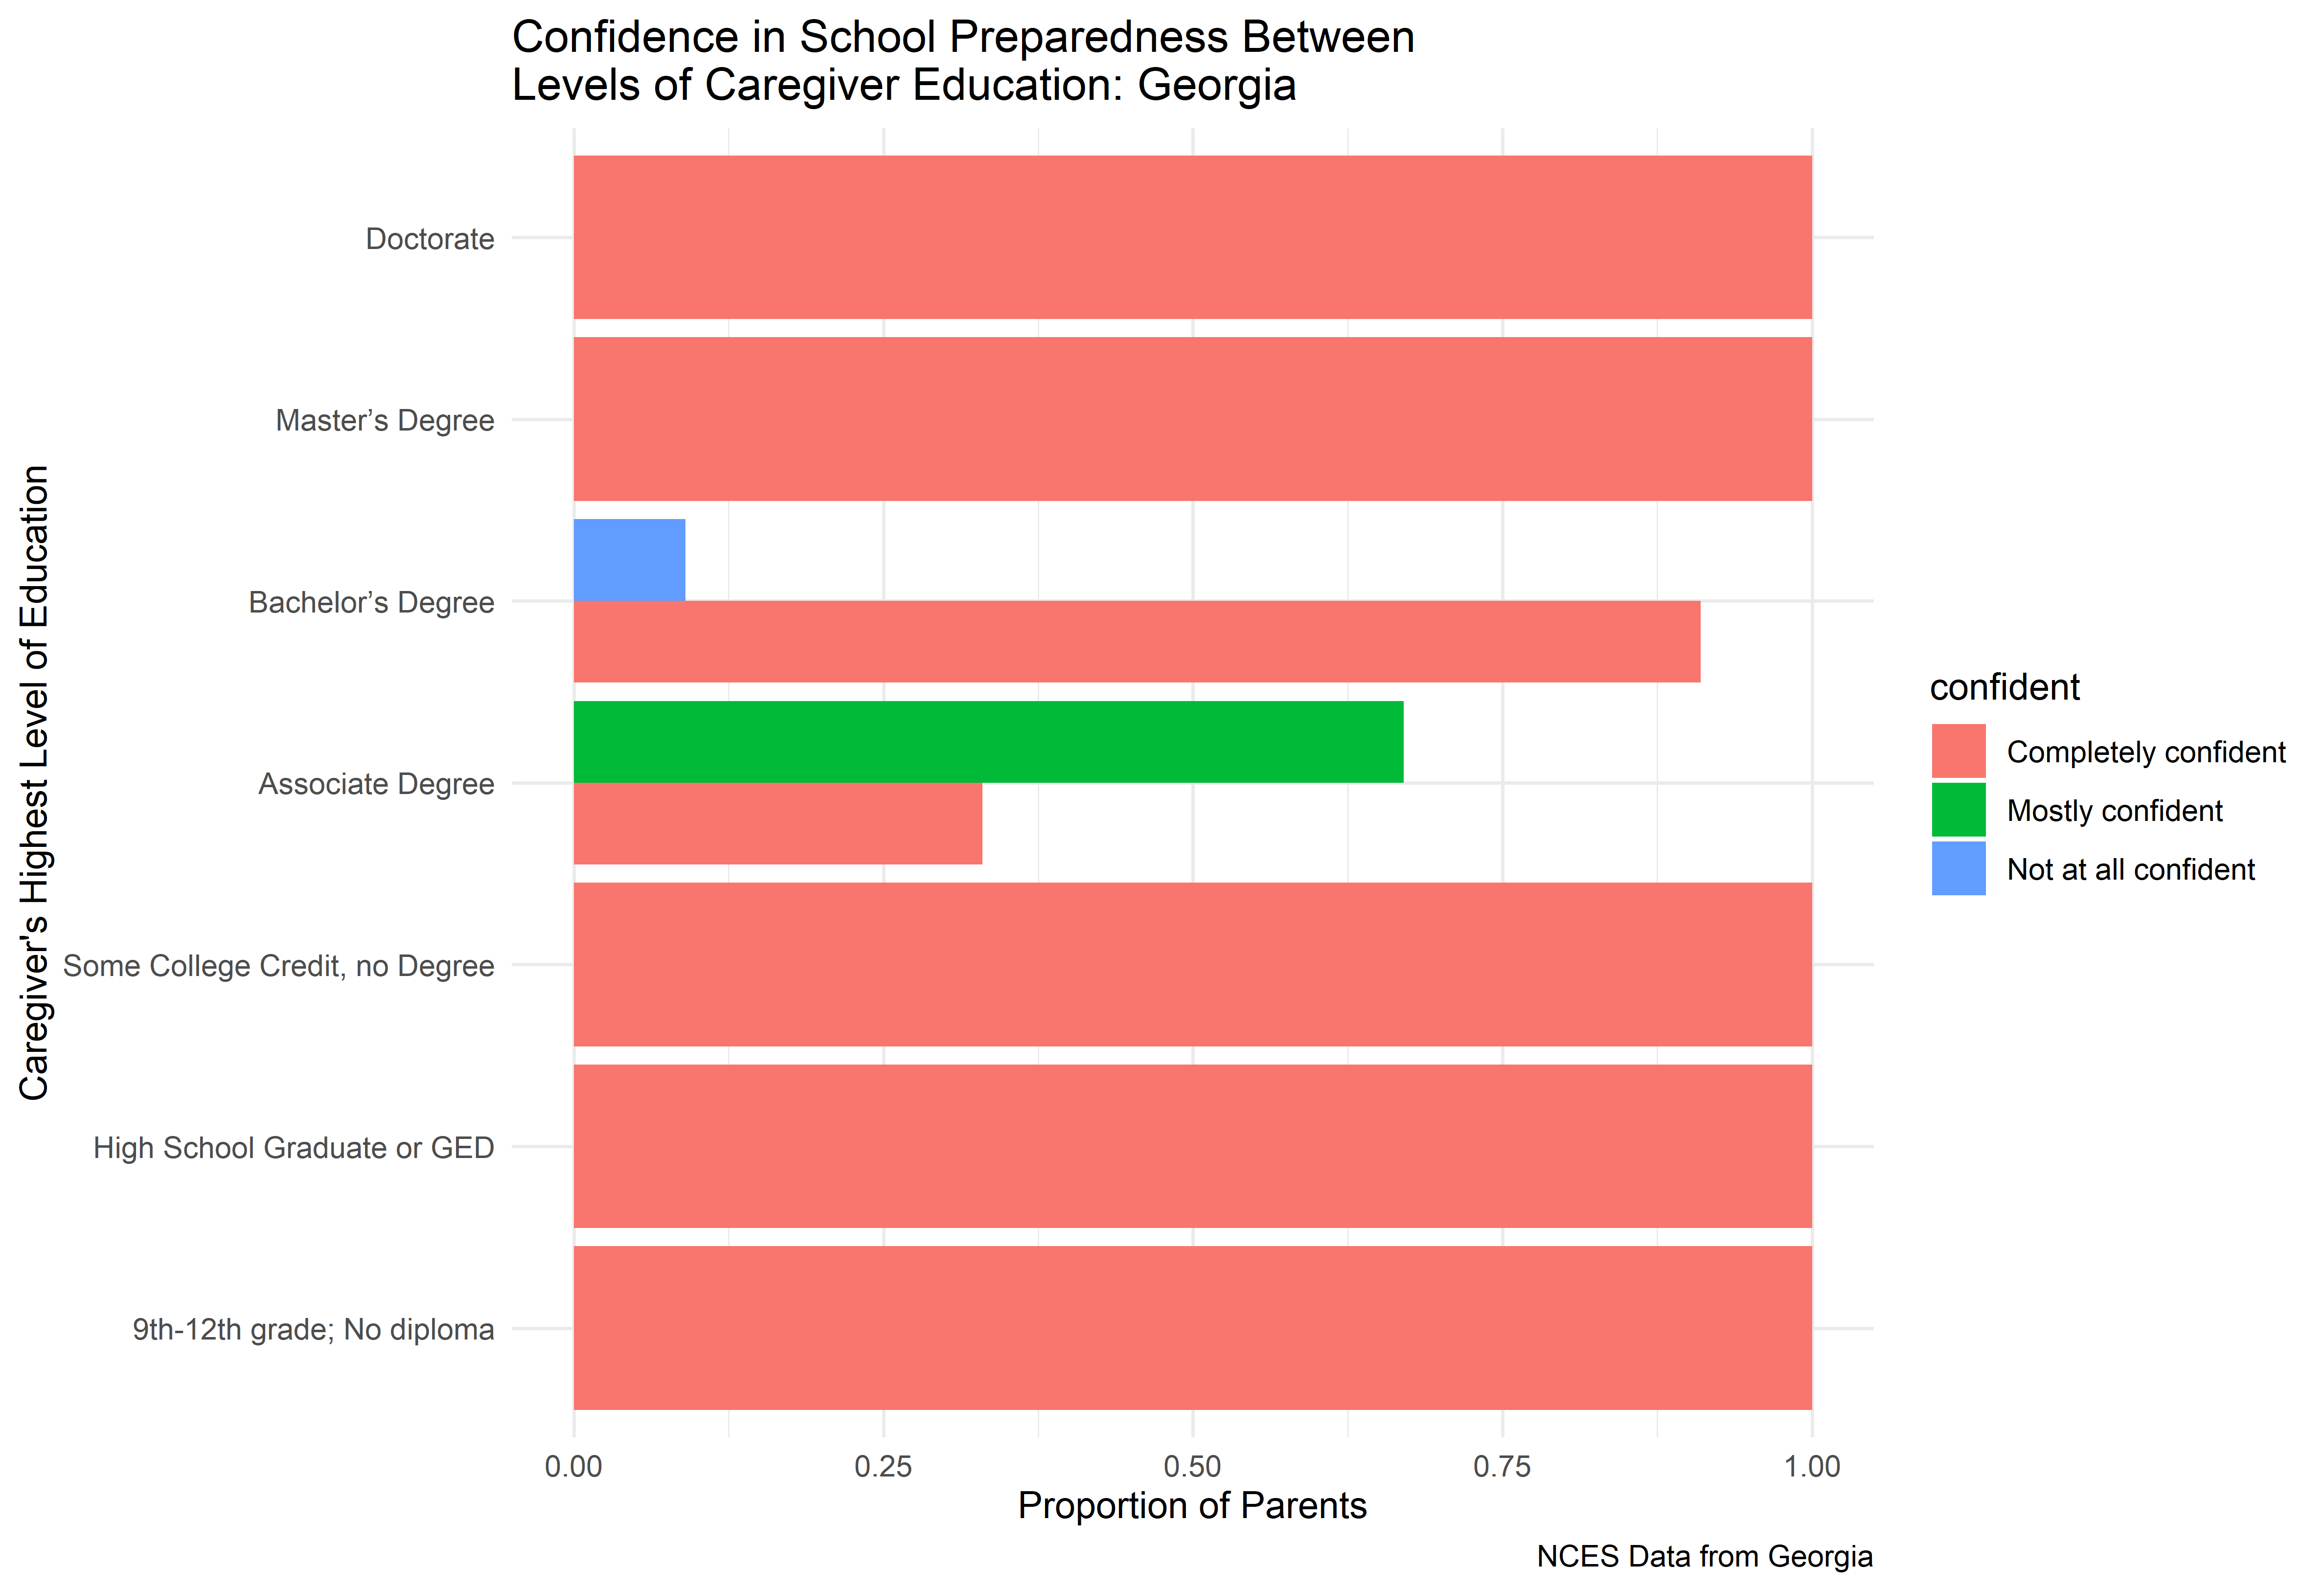 Confidence in School Preparedness Between
Levels of Caregiver Education: Georgia
Caregiver's Highest Level of Education
Doctorate
Master’s Degree
Bachelor’s Degree
Associate Degree
Some College Credit, no Degree
High School Graduate or GED
9th-12th grade; No diploma
0.00 0.25 0.50 0.75 1.00
Proportion of Parents
confident
Completely confident
Mostly confident
Not at all confident
NCES Data from Georgia